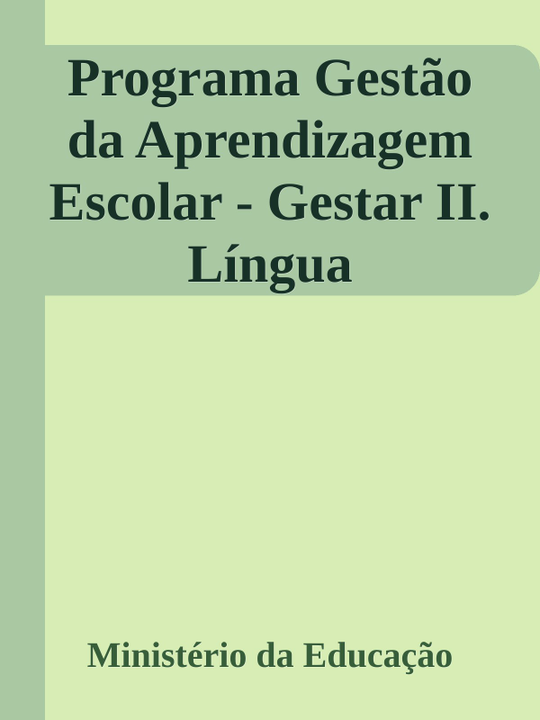 Programa Gestão
da Aprendizagem
Escolar - Gestar II.
Língua
Ministério da Educação